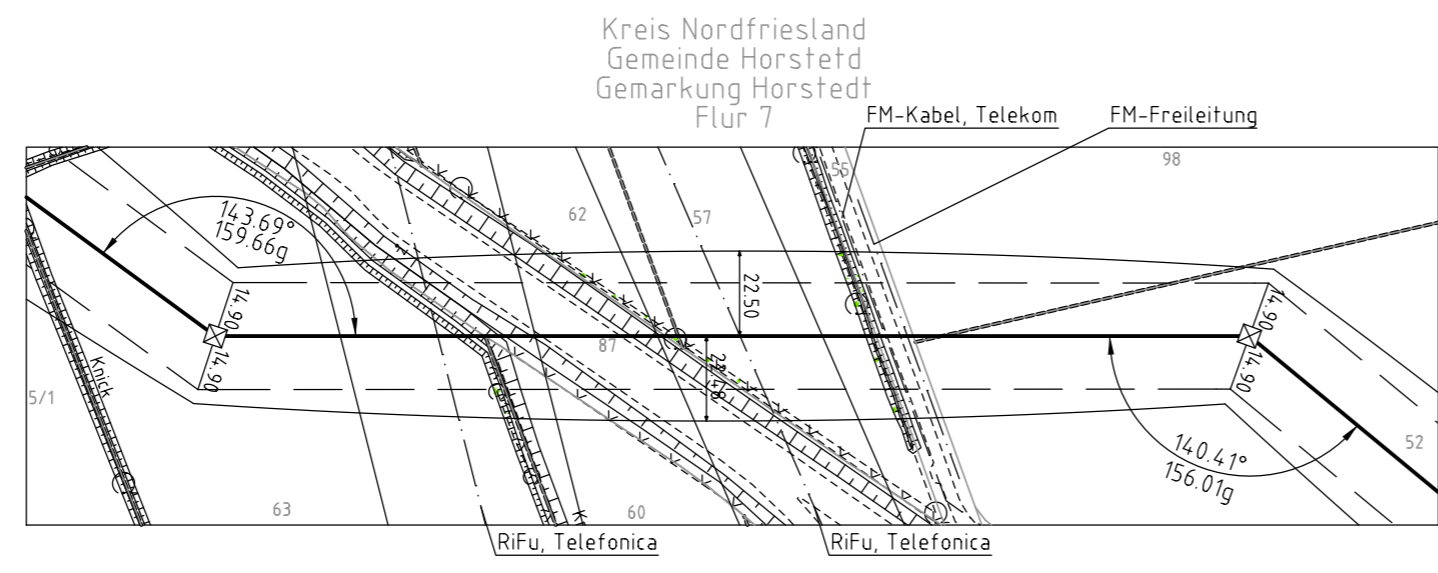 Kreis Nordfriesland
Gemeinde Horstetd
Gemarkung Horstedt
Flur 7
FM-Kabel, Telekom
FM-Freileitung
98
55
62
57
143.69°
159.66g
22.50
14.90
14.90
14.90
14.90
87
22.48
Knick
5/1
140.41°
156.01g
52
63
60
RiFu, Telefonica
RiFu, Telefonica